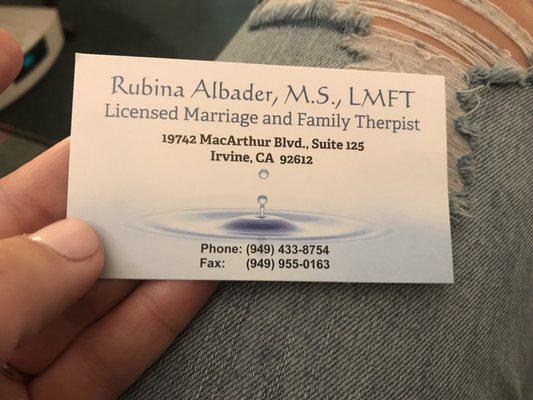 Rubina Albader, M.S., LMFT
Licensed Marriage and Family Therpist
19742 MacArthur Blvd., Suite 125
Irvine, CA 92612
Phone: (949) 433-8754
Fax: (949) 955-0163